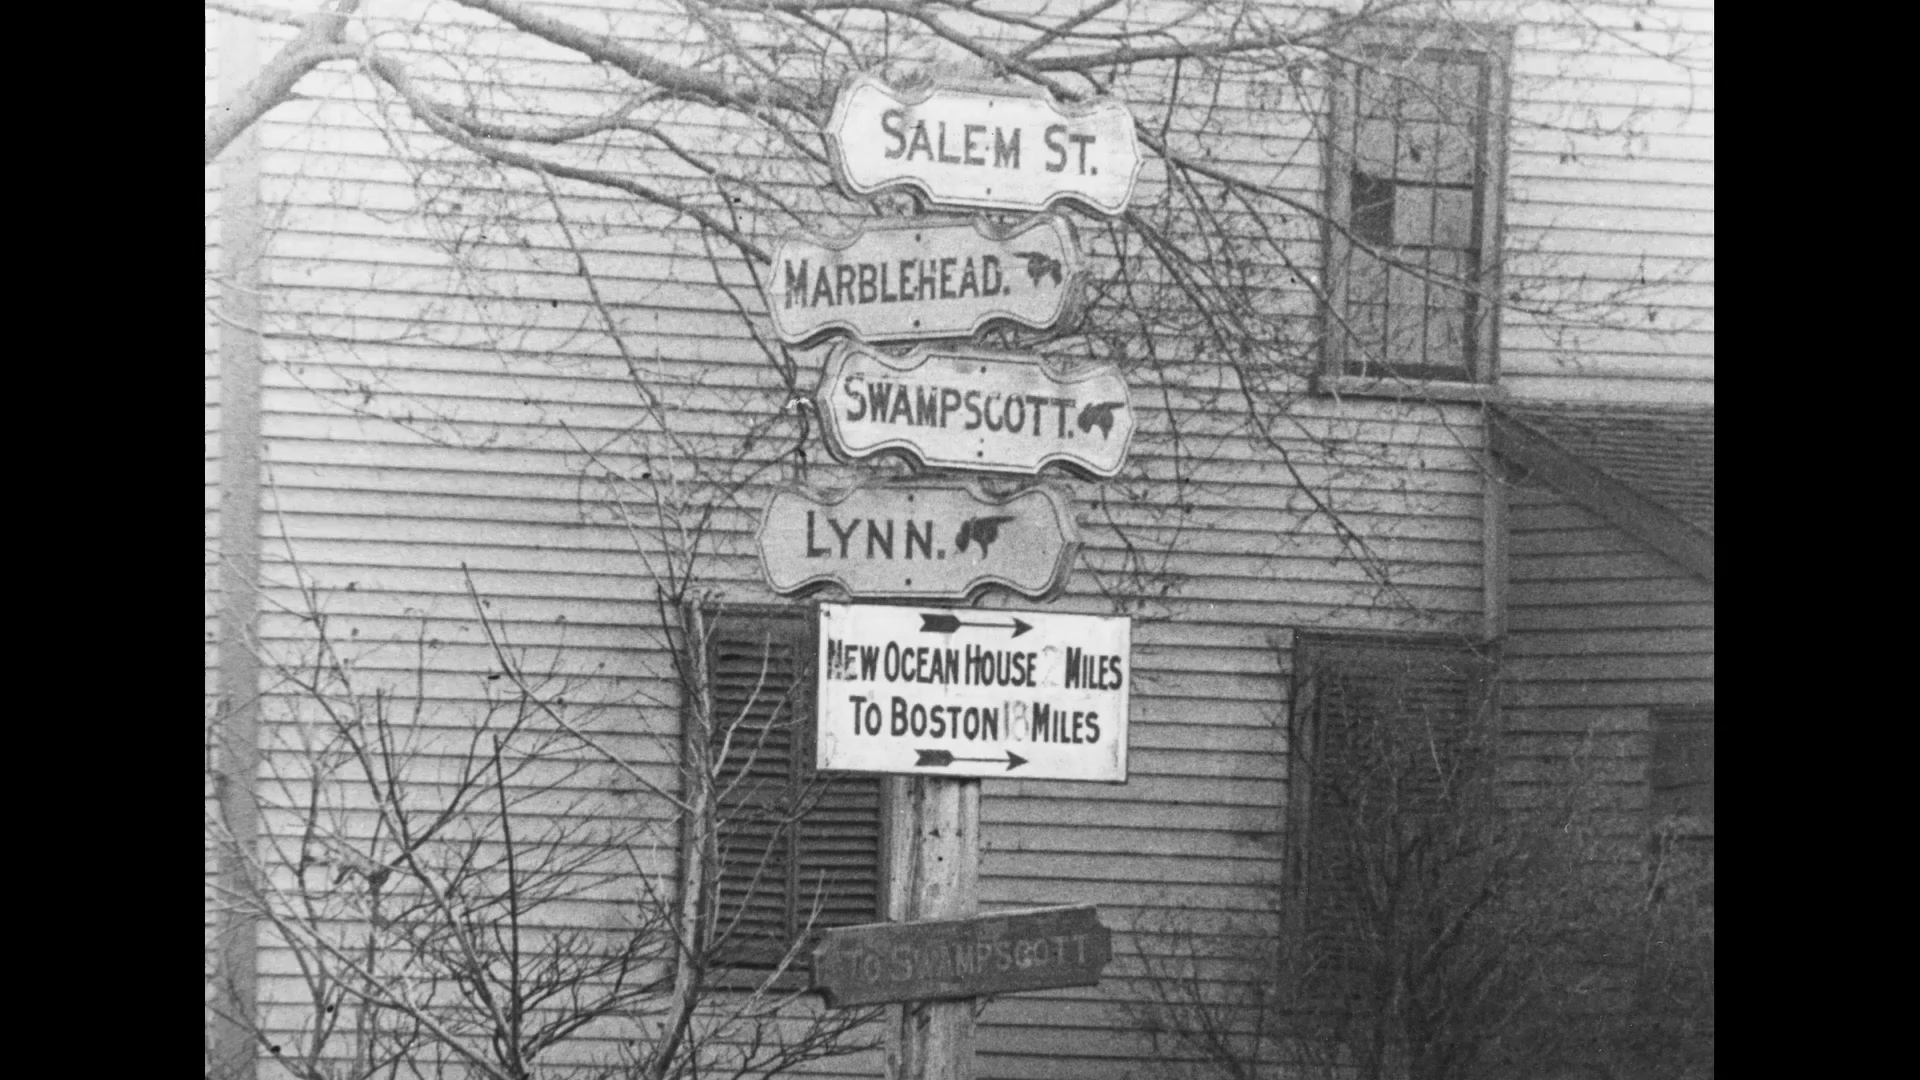 SALEM ST.
MARBLEHEAD.
SWAMPSCOTT.
LYNN.
NEW OCEAN HOUSE 2 MILES
TO BOSTON 18 MILES
TO SWAMPSCOTT